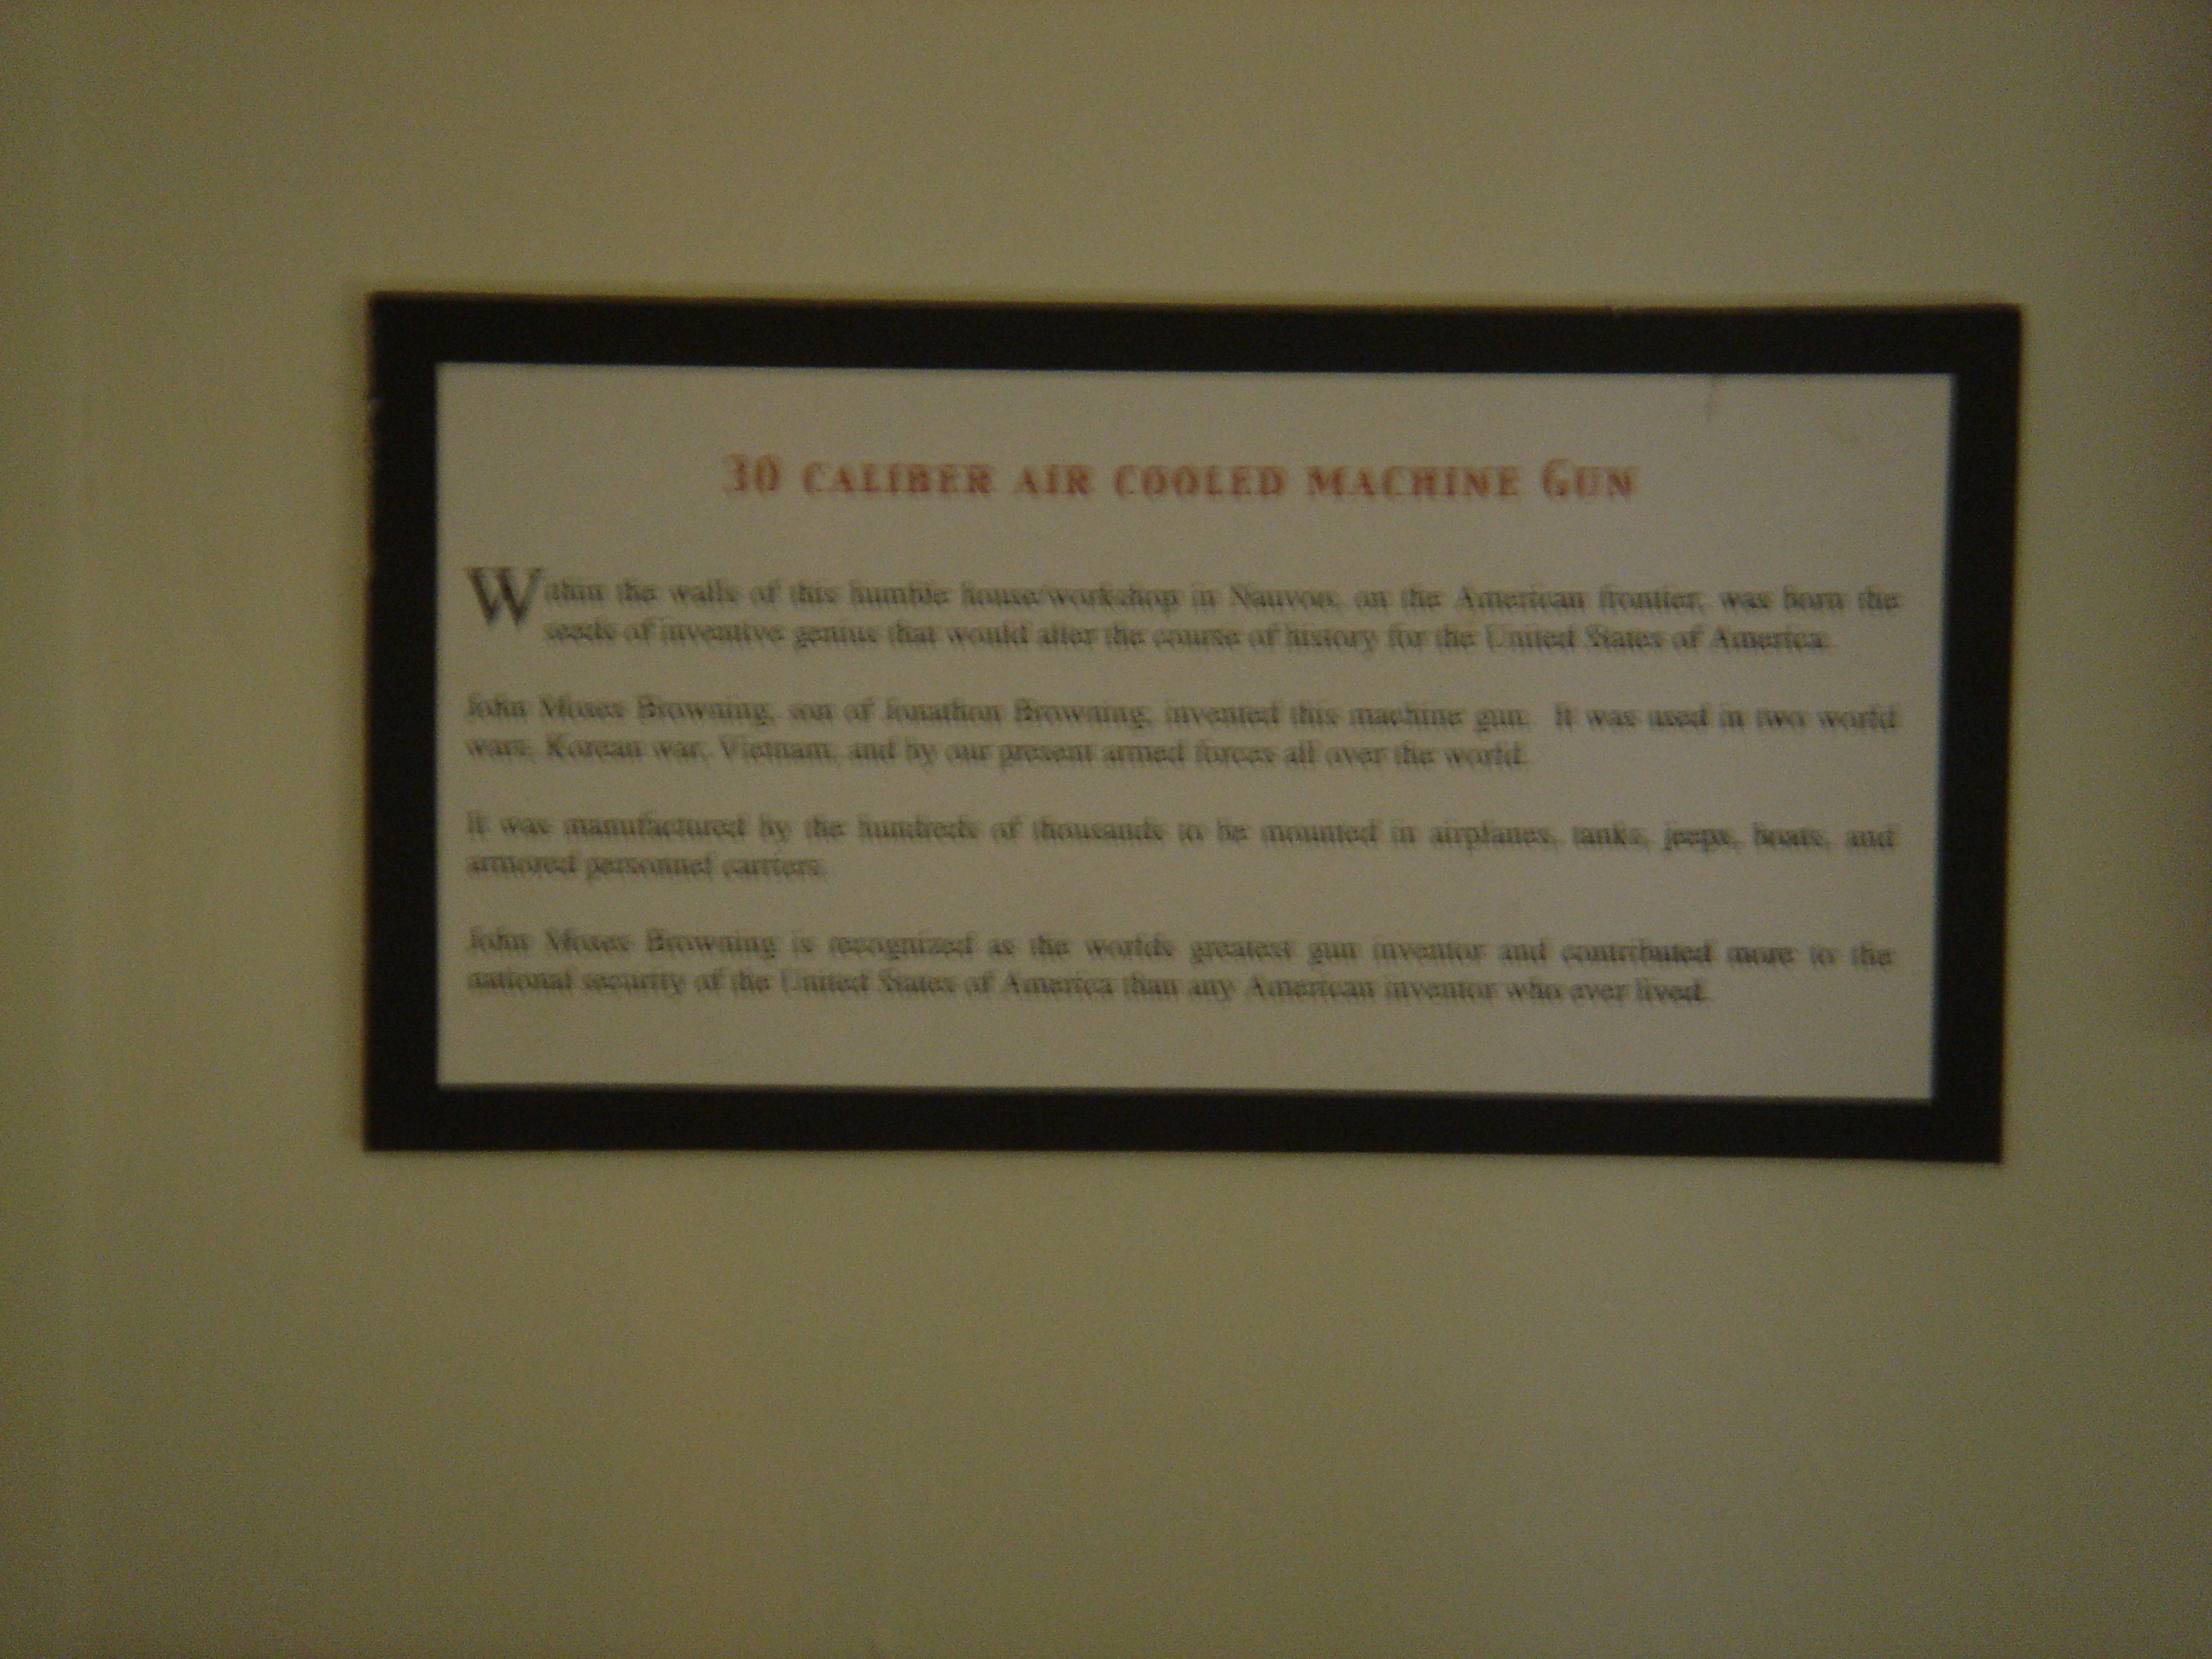 30 CALIBER AIR COOLED MACHINE GUN
Within the walls of this humble house/workshop in Nauvoo, on the American frontier, was born the
seeds of inventive genius that would alter the course of history for the United States of America.
John Moses Browning, son of Jonathon Browning, invented this machine gun. It was used in two world
wars, Korean war, Vietnam, and by our present armed forces all over the world.
It was manufactured by the hundreds of thousands to be mounted in airplanes, tanks, jeeps, boats, and
armored personnel carriers.
John Moses Browning is recognized as the worlds greatest gun inventor and contributed more to the
national security of the United States of America than any American inventor who ever lived.